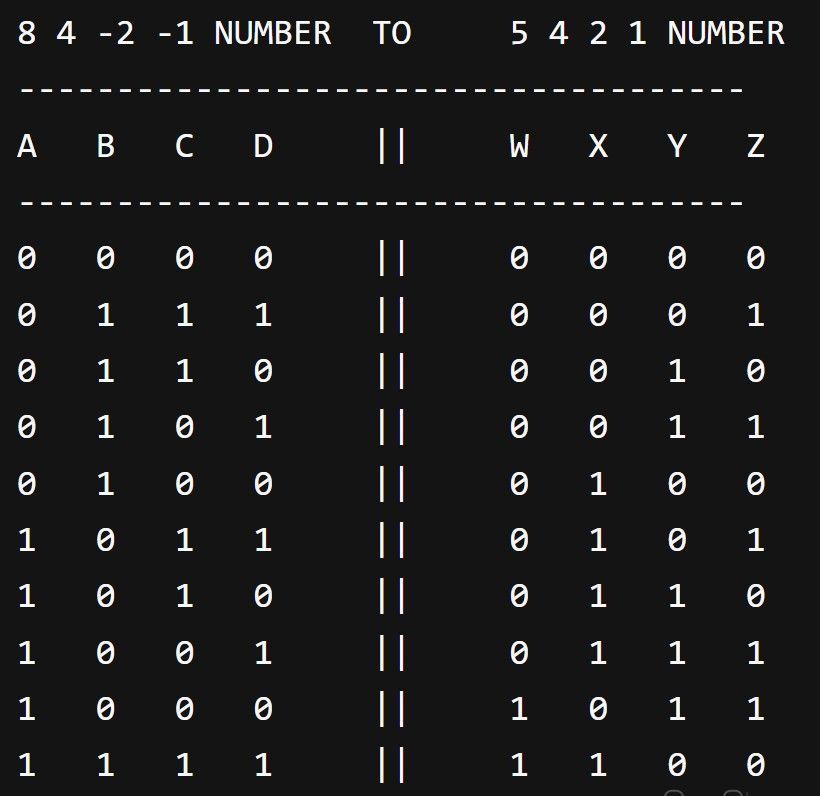 8 4 -2 -1 NUMBER TO 5 4 2 1 NUMBER
-------------------------------------
A B C D || W X Y Z
-------------------------------------
0 0 0 0 || 0 0 0 0
0 1 1 1 || 0 0 0 1
0 1 1 0 || 0 0 1 0
0 1 0 1 || 0 0 1 1
0 1 0 0 || 0 1 0 0
1 0 1 1 || 0 1 0 1
1 0 1 0 || 0 1 1 0
1 0 0 1 || 0 1 1 1
1 0 0 0 || 1 0 1 1
1 1 1 1 || 1 1 0 0